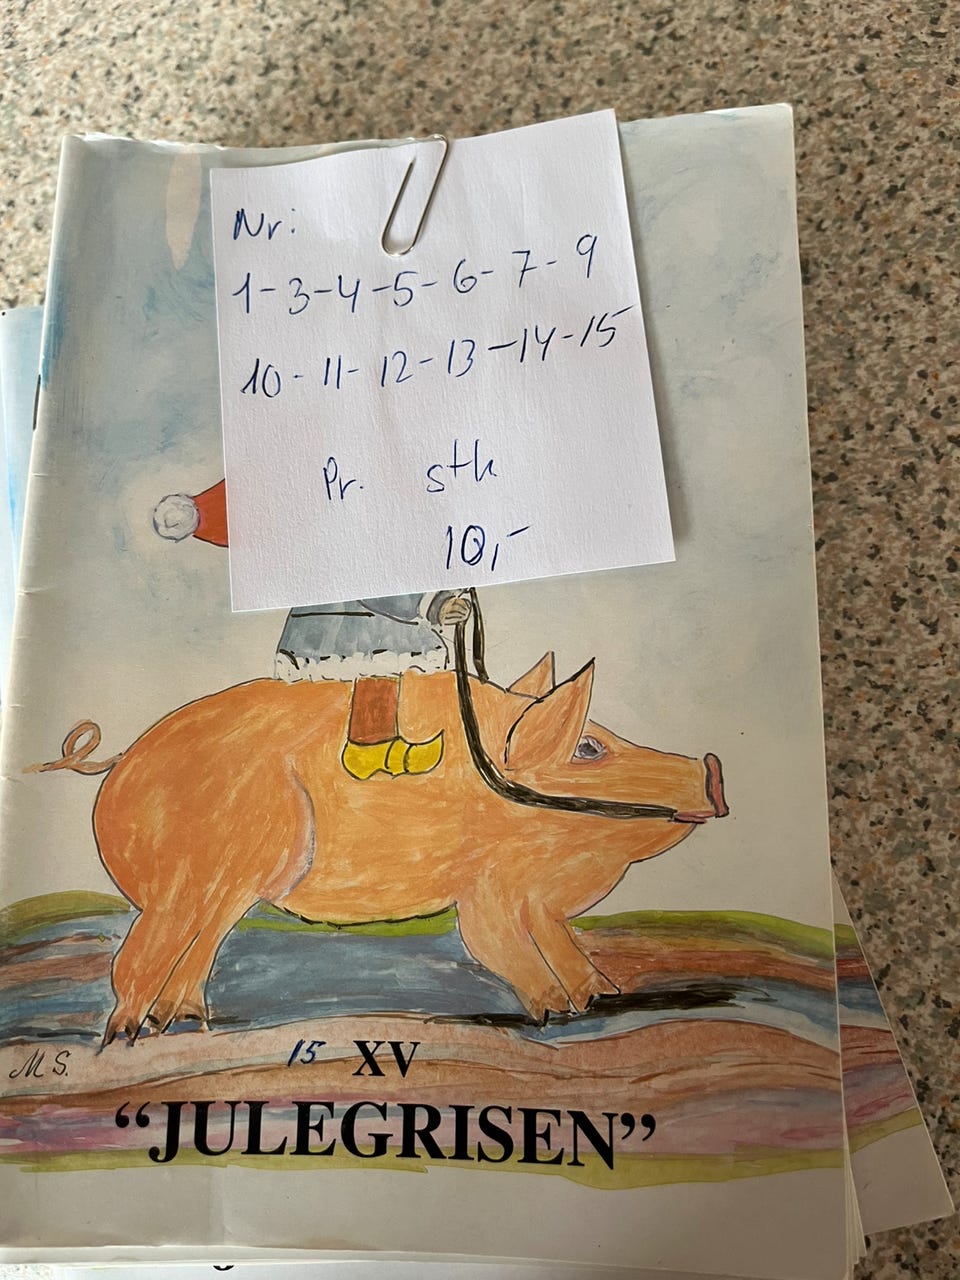 Nr:
1-3-4-5-6-7-9
10-11-12-13-14-15
Pr. stk
10,-
M S.
15 XV
“JULEGRISEN”